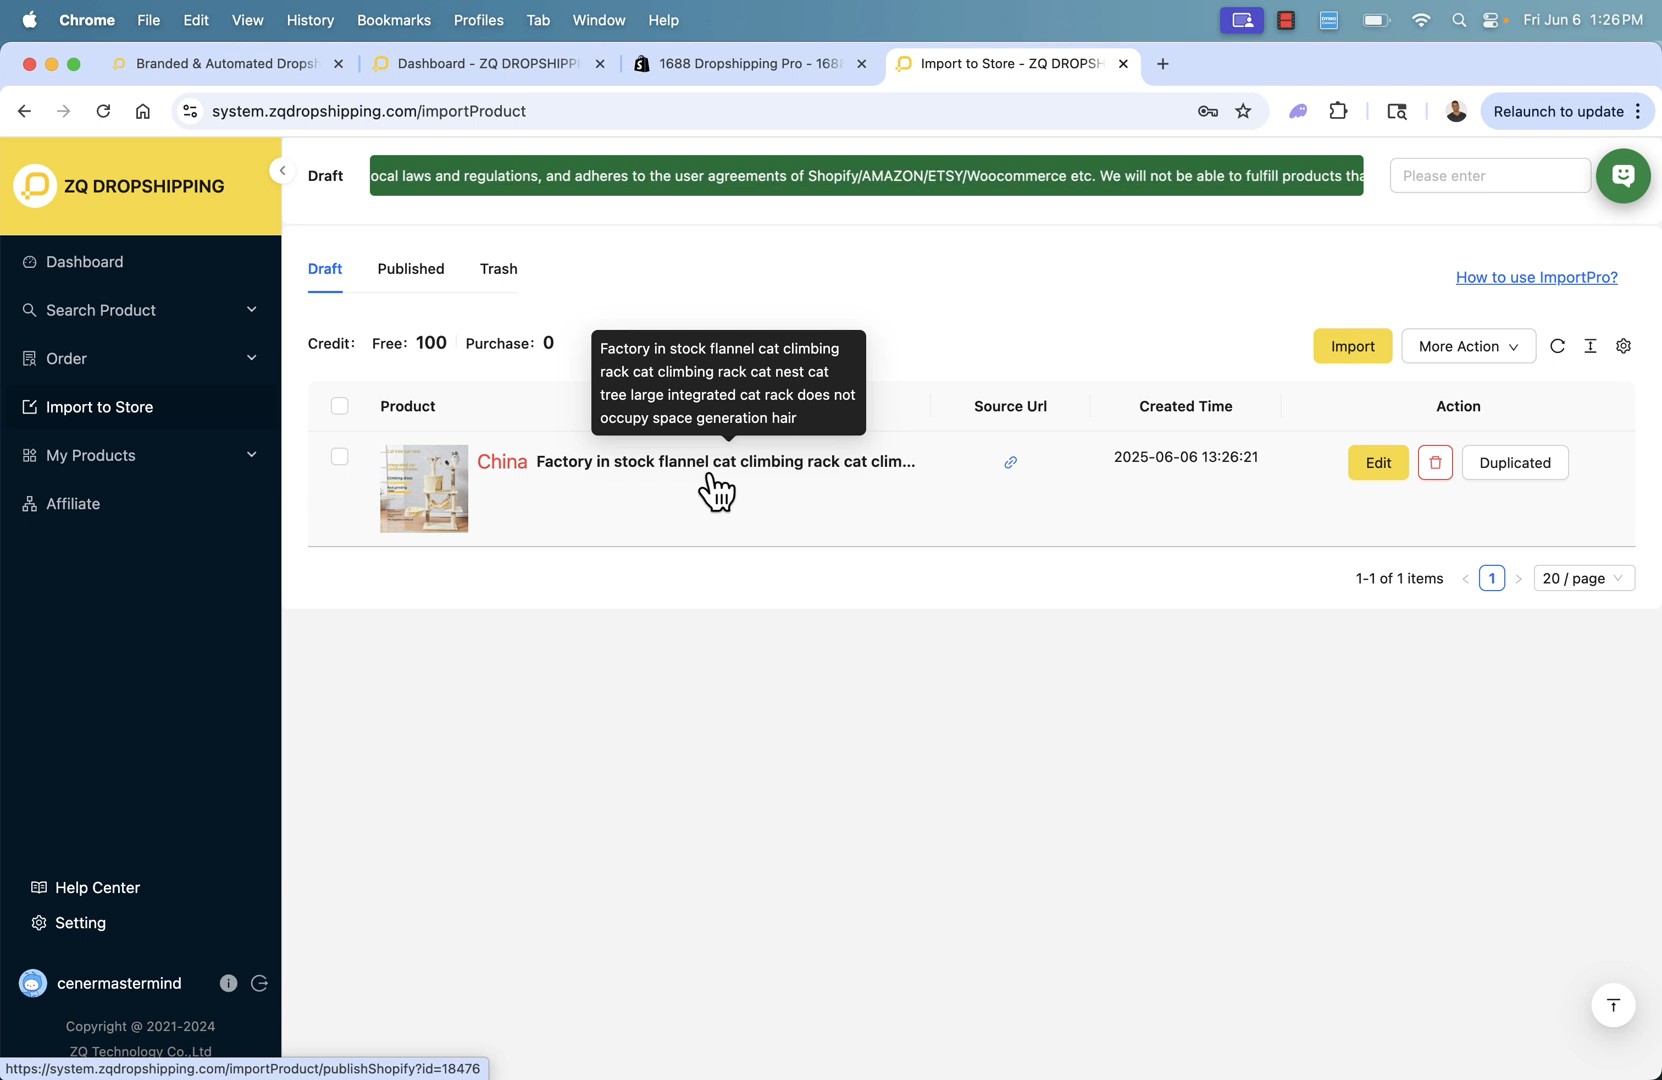 Chrome File Edit View History Bookmarks Profiles Tab Window Help Fri Jun 6 1:26 PM
Branded & Automated Dropsh
Dashboard - ZQ DROPSHIPPI
1688 Dropshipping Pro - 168
Import to Store - ZQ DROPSH
system.zqdropshipping.com/importProduct
Relaunch to update
ZQ DROPSHIPPING
Draft
ocal laws and regulations, and adheres to the user agreements of Shopify/AMAZON/ETSY/Woocommerce etc. We will not be able to fulfill products tha
Please enter
Dashboard
Search Product
Order
Import to Store
My Products
Affiliate
Draft Published Trash
How to use ImportPro?
Credit: Free: 100 Purchase: 0
Import
More Action
Factory in stock flannel cat climbing
rack cat climbing rack cat nest cat
tree large integrated cat rack does not
occupy space generation hair
Product Source Url Created Time Action
China Factory in stock flannel cat climbing rack cat clim...
2025-06-06 13:26:21
Edit
Duplicated
1-1 of 1 items
1
20 / page
Help Center
Setting
cenermastermind
Copyright @ 2021-2024
ZQ Technology Co.,Ltd
https://system.zqdropshipping.com/importProduct/publishShopify?id=18476